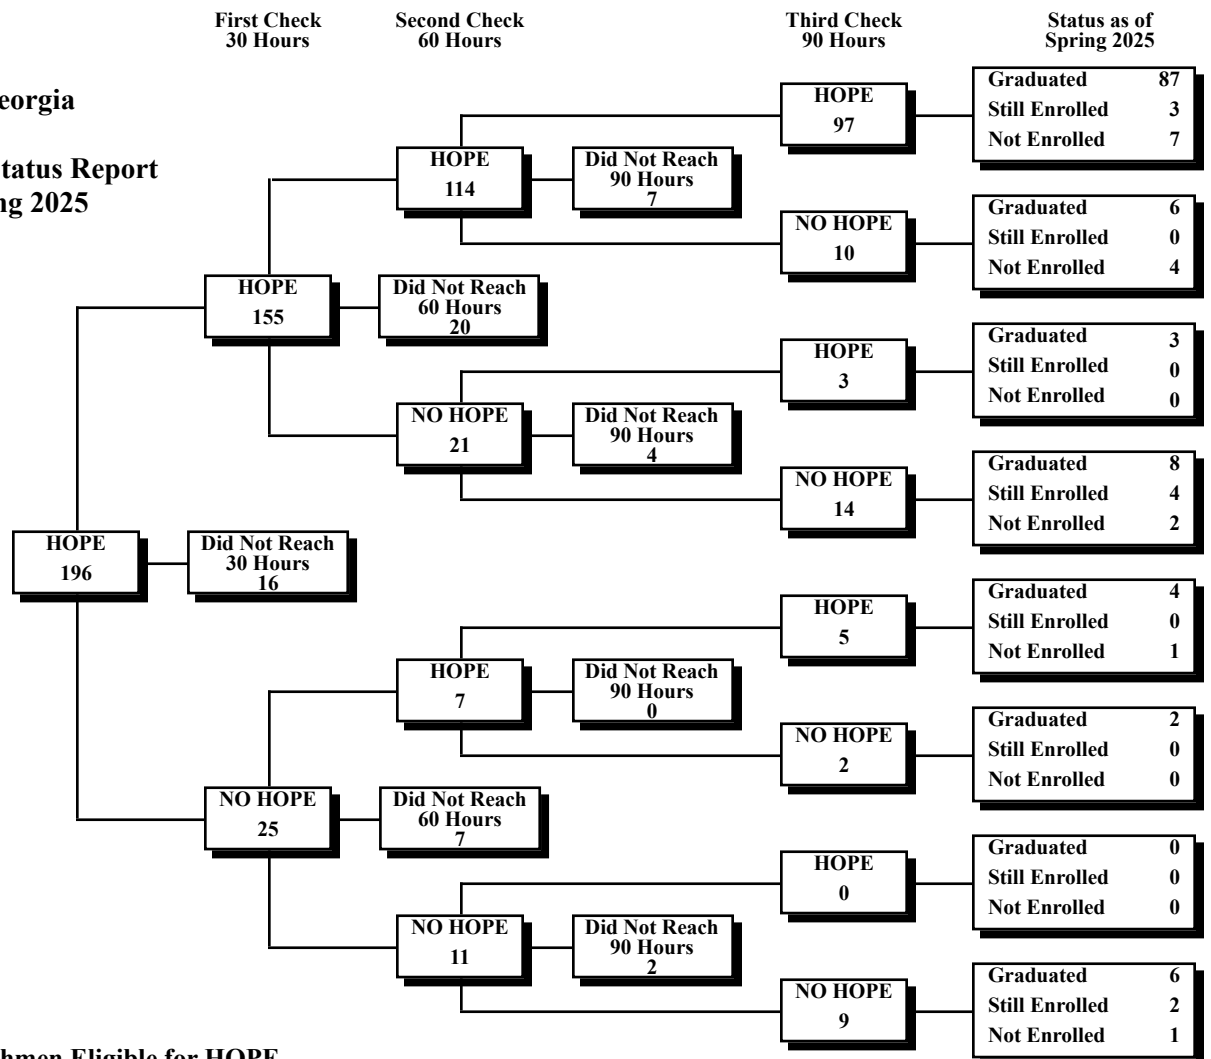 First Check
30 Hours
Second Check
60 Hours
Third Check
90 Hours
Status as of
Spring 2025
eorgia
tatus Report
ng 2025
HOPE
97
Graduated 87
Still Enrolled 3
Not Enrolled 7
HOPE
114
Did Not Reach
90 Hours
7
NO HOPE
10
Graduated 6
Still Enrolled 0
Not Enrolled 4
HOPE
155
Did Not Reach
60 Hours
20
HOPE
3
Graduated 3
Still Enrolled 0
Not Enrolled 0
NO HOPE
21
Did Not Reach
90 Hours
4
NO HOPE
14
Graduated 8
Still Enrolled 4
Not Enrolled 2
HOPE
196
Did Not Reach
30 Hours
16
HOPE
5
Graduated 4
Still Enrolled 0
Not Enrolled 1
HOPE
7
Did Not Reach
90 Hours
0
NO HOPE
2
Graduated 2
Still Enrolled 0
Not Enrolled 0
NO HOPE
25
Did Not Reach
60 Hours
7
HOPE
0
Graduated 0
Still Enrolled 0
Not Enrolled 0
NO HOPE
11
Did Not Reach
90 Hours
2
NO HOPE
9
Graduated 6
Still Enrolled 2
Not Enrolled 1
hmen Eligible for HOPE